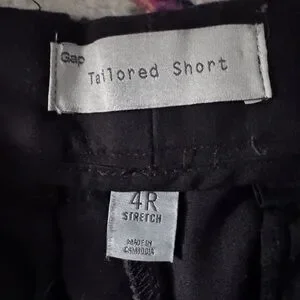 Gap
Tailored Short
4R
STRETCH
MADE IN
CAMBODIA